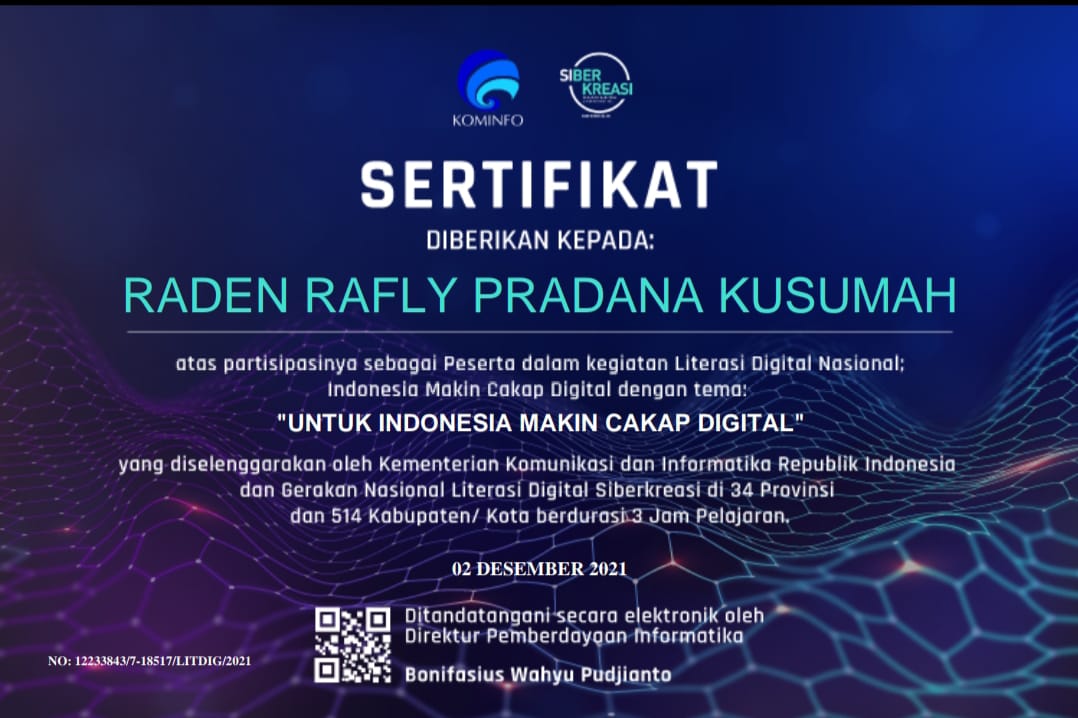 KOMINFO
SIBER
KREASI
SERTIFIKAT
DIBERIKAN KEPADA:
RADEN RAFLY PRADANA KUSUMAH
atas partisipasinya sebagai Peserta dalam kegiatan Literasi Digital Nasional;
Indonesia Makin Cakap Digital dengan tema:
"UNTUK INDONESIA MAKIN CAKAP DIGITAL"
yang diselenggarakan oleh Kementerian Komunikasi dan Informatika Republik Indonesia
dan Gerakan Nasional Literasi Digital Siberkreasi di 34 Provinsi
dan 514 Kabupaten/ Kota berdurasi 3 Jam Pelajaran.
02 DESEMBER 2021
Ditandatangani secara elektronik oleh
Direktur Pemberdayaan Informatika
Bonifasius Wahyu Pudjianto
NO: 12233843/7-18517/LITDIG/2021